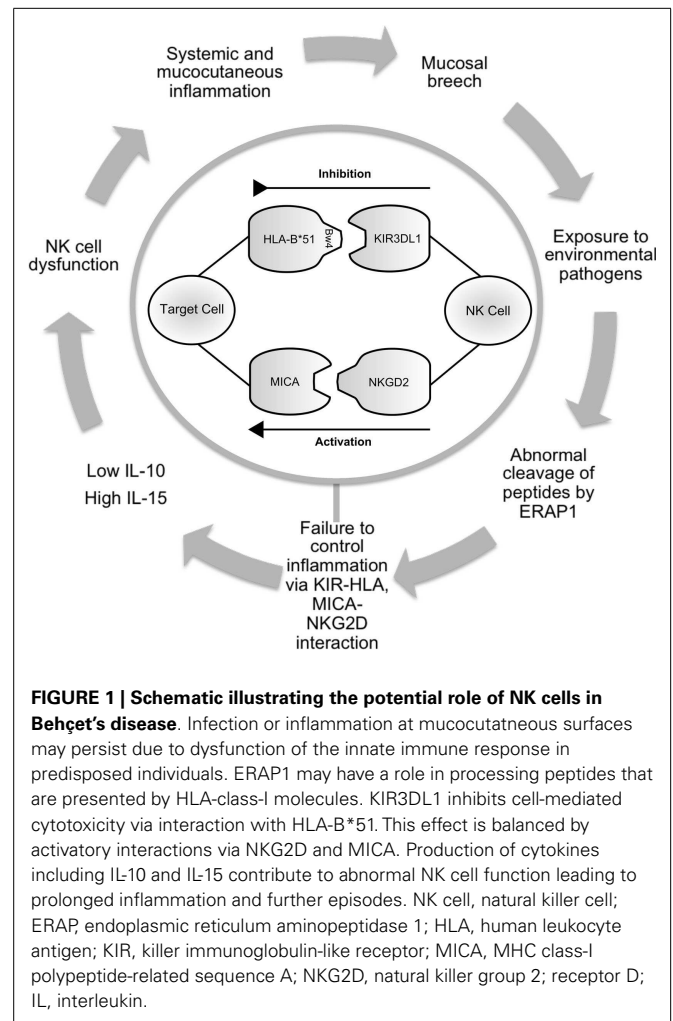 Systemic and
mucocutaneous
inflammation
Mucosal
breech
Exposure to
environmental
pathogens
Abnormal
cleavage of
peptides by
ERAP1
Failure to
control
inflammation
via KIR-HLA,
MICA-
NKG2D
interaction
Low IL-10
High IL-15
NK cell
dysfunction
Inhibition
HLA-B*51
Bw4
KIR3DL1
Target Cell
NK Cell
MICA
NKGD2
Activation
FIGURE 1 | Schematic illustrating the potential role of NK cells in
Behçet's disease. Infection or inflammation at mucocutatneous surfaces
may persist due to dysfunction of the innate immune response in
predisposed individuals. ERAP1 may have a role in processing peptides that
are presented by HLA-class-I molecules. KIR3DL1 inhibits cell-mediated
cytotoxicity via interaction with HLA-B*51. This effect is balanced by
activatory interactions via NKG2D and MICA. Production of cytokines
including IL-10 and IL-15 contribute to abnormal NK cell function leading to
prolonged inflammation and further episodes. NK cell, natural killer cell;
ERAP, endoplasmic reticulum aminopeptidase 1; HLA, human leukocyte
antigen; KIR, killer immunoglobulin-like receptor; MICA, MHC class-I
polypeptide-related sequence A; NKG2D, natural killer group 2; receptor D;
IL, interleukin.